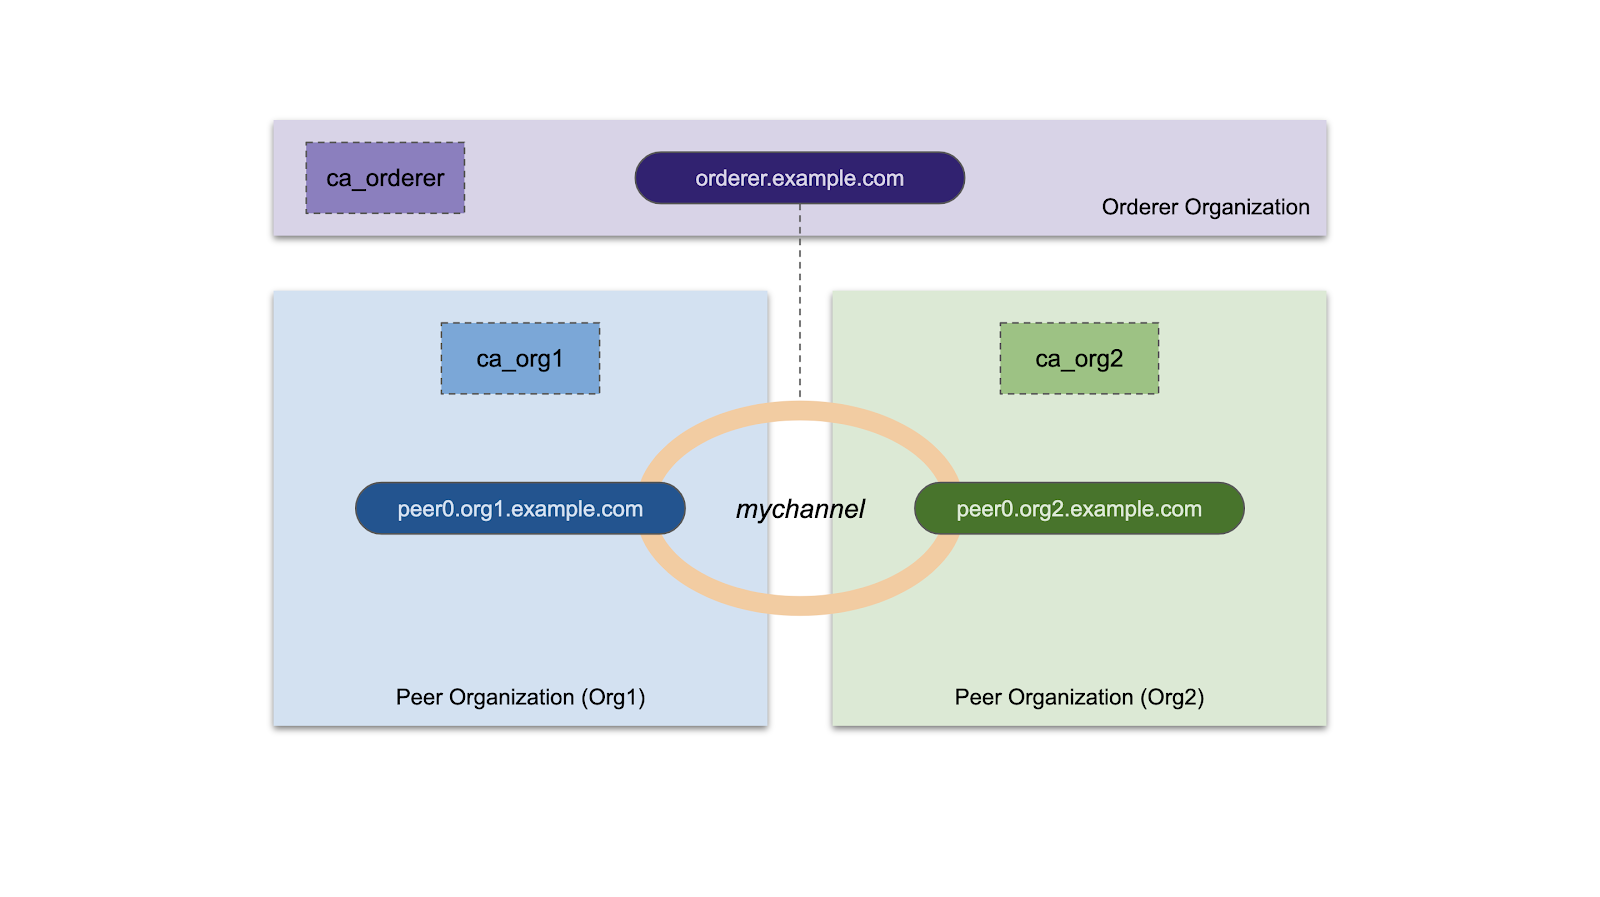 ca_orderer
orderer.example.com
Orderer Organization
ca_org1
ca_org2
peer0.org1.example.com
mychannel
peer0.org2.example.com
Peer Organization (Org1)
Peer Organization (Org2)